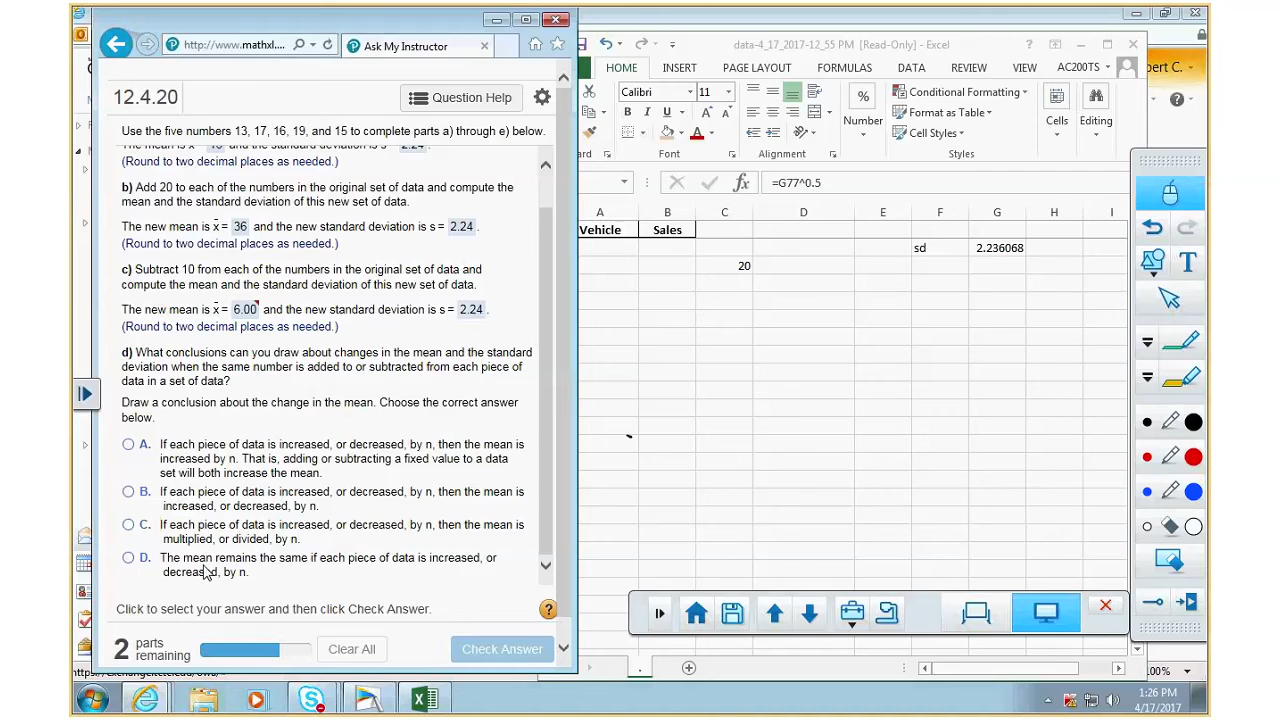 http://www.mathxl....
Ask My Instructor
data-4_17_2017-12_55 PM [Read-Only] - Excel
HOME INSERT PAGE LAYOUT FORMULAS DATA REVIEW VIEW AC200TS
bert C.
12.4.20
Question Help
Calibri 11
B I U
Font
Alignment
%
Number
Conditional Formatting
Format as Table
Cell Styles
Styles
Cells
Editing
=G77^0.5
A B C D E F G H I
Vehicle Sales
sd 2.236068
20
Use the five numbers 13, 17, 16, 19, and 15 to complete parts a) through e) below.
(Round to two decimal places as needed.)
b) Add 20 to each of the numbers in the original set of data and compute the
mean and the standard deviation of this new set of data.
The new mean is x̄ = 36 and the new standard deviation is s = 2.24 .
(Round to two decimal places as needed.)
c) Subtract 10 from each of the numbers in the original set of data and
compute the mean and the standard deviation of this new set of data.
The new mean is x̄ = 6.00 and the new standard deviation is s = 2.24 .
(Round to two decimal places as needed.)
d) What conclusions can you draw about changes in the mean and the standard
deviation when the same number is added to or subtracted from each piece of
data in a set of data?
Draw a conclusion about the change in the mean. Choose the correct answer
below.
A. If each piece of data is increased, or decreased, by n, then the mean is
increased by n. That is, adding or subtracting a fixed value to a data
set will both increase the mean.
B. If each piece of data is increased, or decreased, by n, then the mean is
increased, or decreased, by n.
C. If each piece of data is increased, or decreased, by n, then the mean is
multiplied, or divided, by n.
D. The mean remains the same if each piece of data is increased, or
decreased, by n.
Click to select your answer and then click Check Answer.
2 parts
remaining
Clear All
Check Answer
1:26 PM
4/17/2017